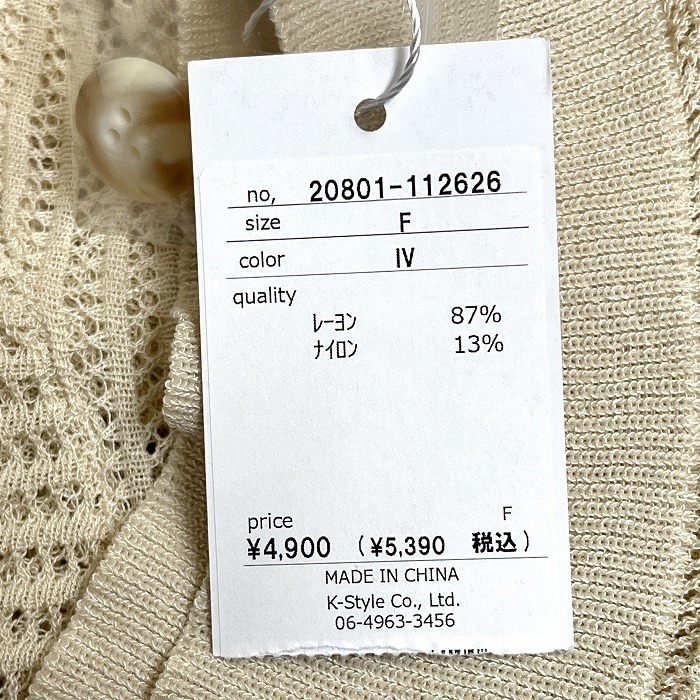 no, 20801-112626
size F
color IV
quality
ﾚｰﾖﾝ 87%
ﾅｲﾛﾝ 13%
price F
¥4,900 (¥5,390 税込)
MADE IN CHINA
K-Style Co., Ltd.
06-4963-3456